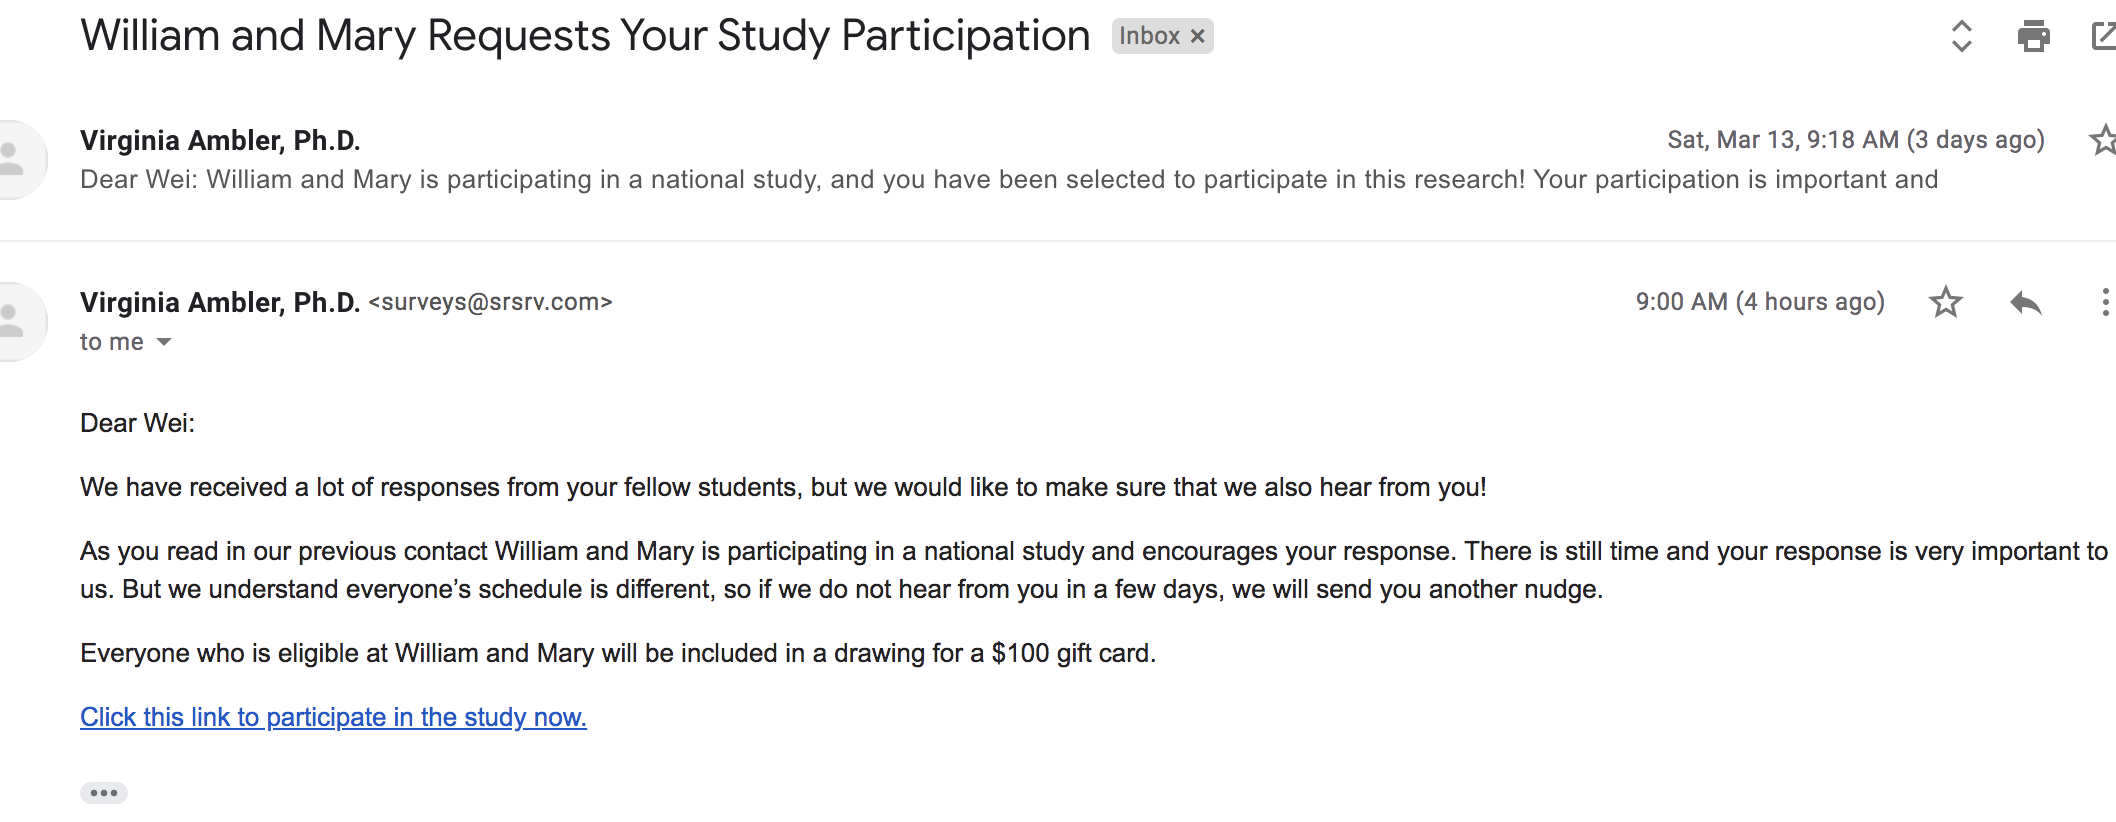 William and Mary Requests Your Study Participation Inbox ×
Virginia Ambler, Ph.D. Sat, Mar 13, 9:18 AM (3 days ago)
Dear Wei: William and Mary is participating in a national study, and you have been selected to participate in this research! Your participation is important and
Virginia Ambler, Ph.D. <surveys@srsrv.com> 9:00 AM (4 hours ago)
to me
Dear Wei:
We have received a lot of responses from your fellow students, but we would like to make sure that we also hear from you!
As you read in our previous contact William and Mary is participating in a national study and encourages your response. There is still time and your response is very important to
us. But we understand everyone’s schedule is different, so if we do not hear from you in a few days, we will send you another nudge.
Everyone who is eligible at William and Mary will be included in a drawing for a $100 gift card.
Click this link to participate in the study now.